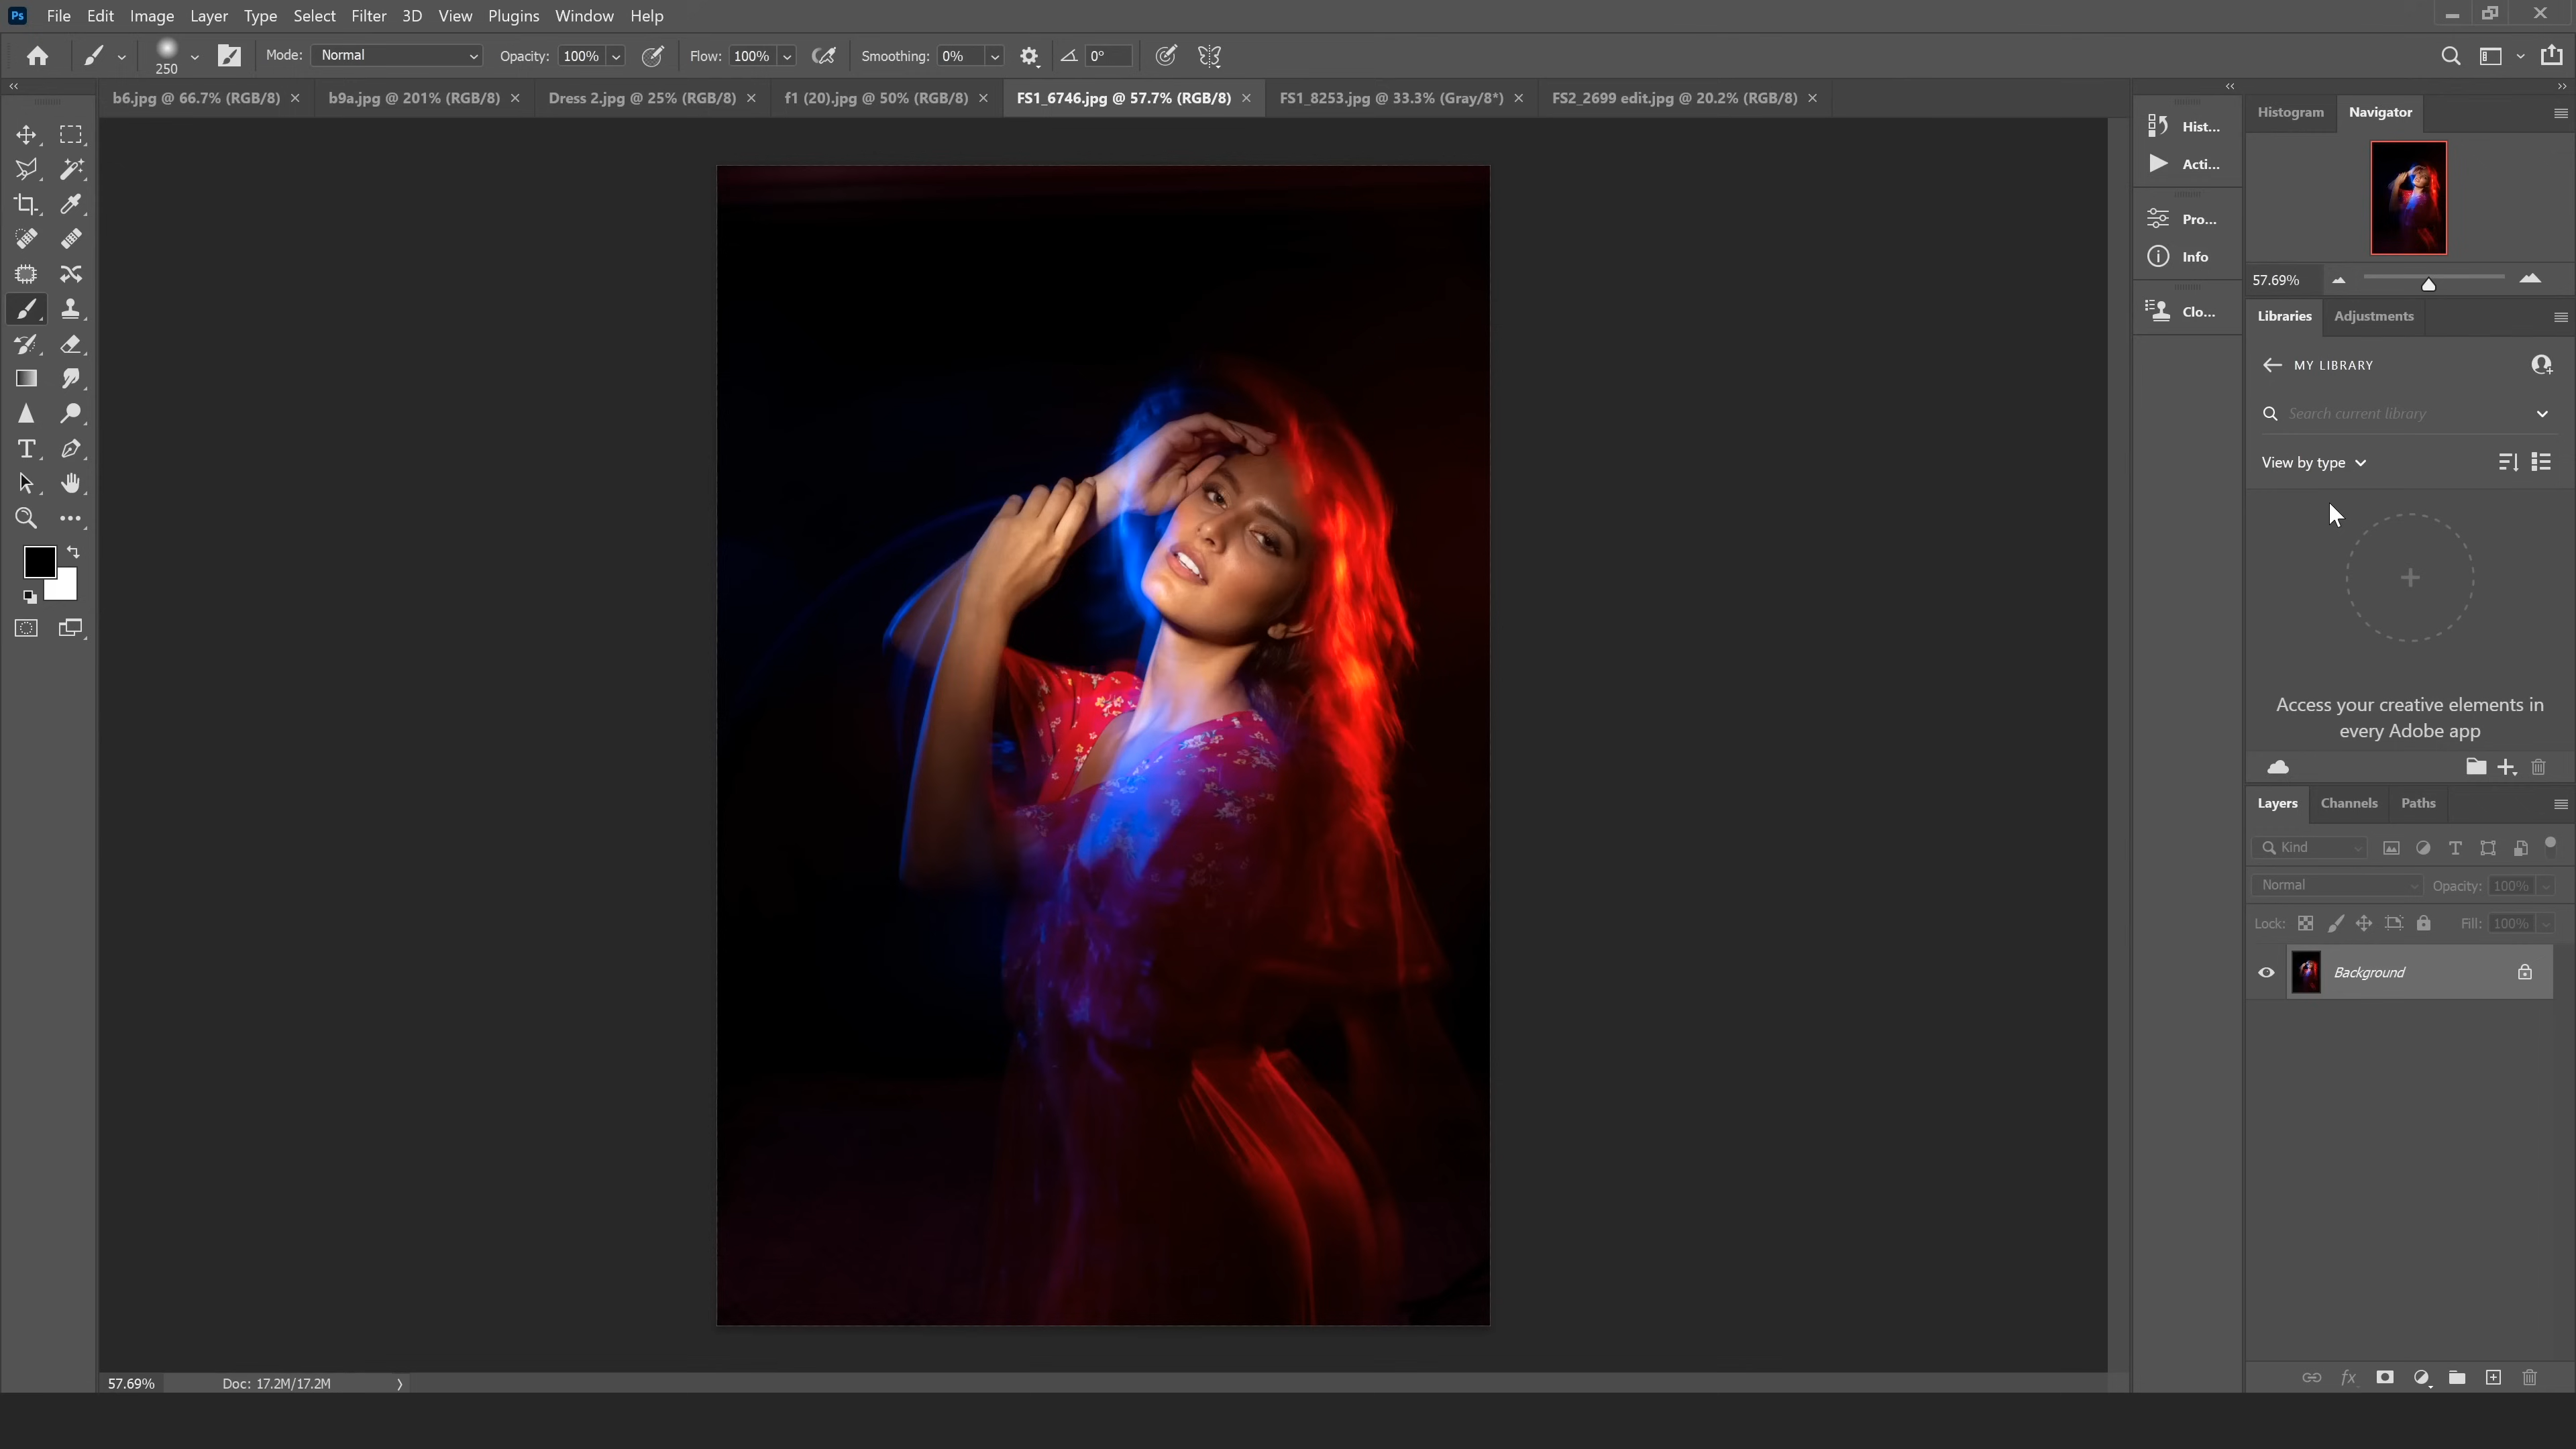 Ps File Edit Image Layer Type Select Filter 3D View Plugins Window Help
250 Mode: Normal Opacity: 100% Flow: 100% Smoothing: 0% 0°
b6.jpg @ 66.7% (RGB/8) b9a.jpg @ 201% (RGB/8) Dress 2.jpg @ 25% (RGB/8) f1 (20).jpg @ 50% (RGB/8) FS1_6746.jpg @ 57.7% (RGB/8) FS1_8253.jpg @ 33.3% (Gray/8*) FS2_2699 edit.jpg @ 20.2% (RGB/8)
Hist...
Acti...
Pro...
Info
Clo...
Histogram Navigator
57.69%
Libraries Adjustments
MY LIBRARY
Search current library
View by type
Access your creative elements in
every Adobe app
Layers Channels Paths
Kind
Normal Opacity: 100%
Lock: Fill: 100%
Background
fx
57.69% Doc: 17.2M/17.2M